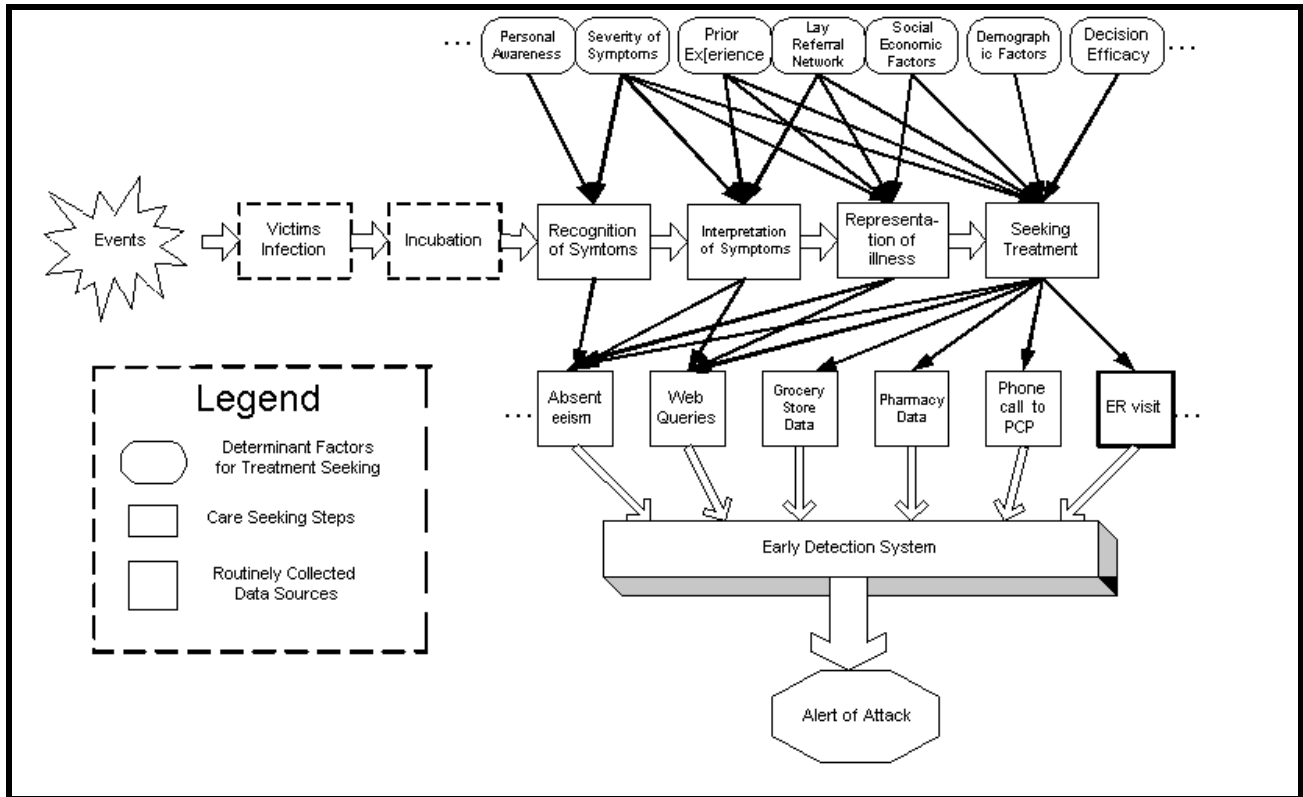 ...
Personal
Awareness
Severity of
Symptoms
Prior
Ex[erience
Lay
Referral
Network
Social
Economic
Factors
Demograph
ic Factors
Decision
Efficacy
...
Events
Victims
Infection
Incubation
Recognition
of Symtoms
Interpretation
of Symptoms
Representa-
tion of
illness
Seeking
Treatment
...
Absent
eeism
Web
Queries
Grocery
Store
Data
Pharmacy
Data
Phone
call to
PCP
ER visit
...
Legend
Determinant Factors
for Treatment Seeking
Care Seeking Steps
Routinely Collected
Data Sources
Early Detection System
Alert of Attack